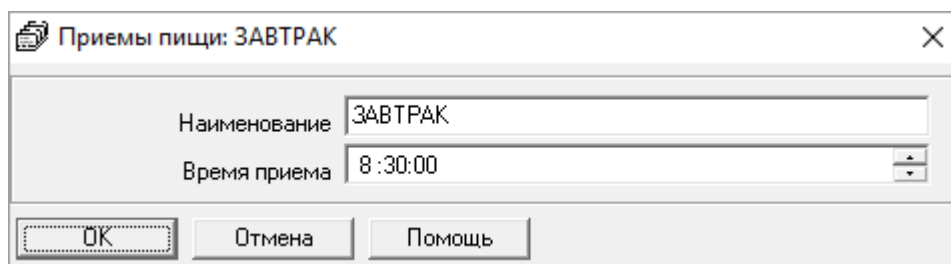 Приемы пищи: ЗАВТРАК
Наименование ЗАВТРАК
Время приема 8 :30:00
OK Отмена Помощь